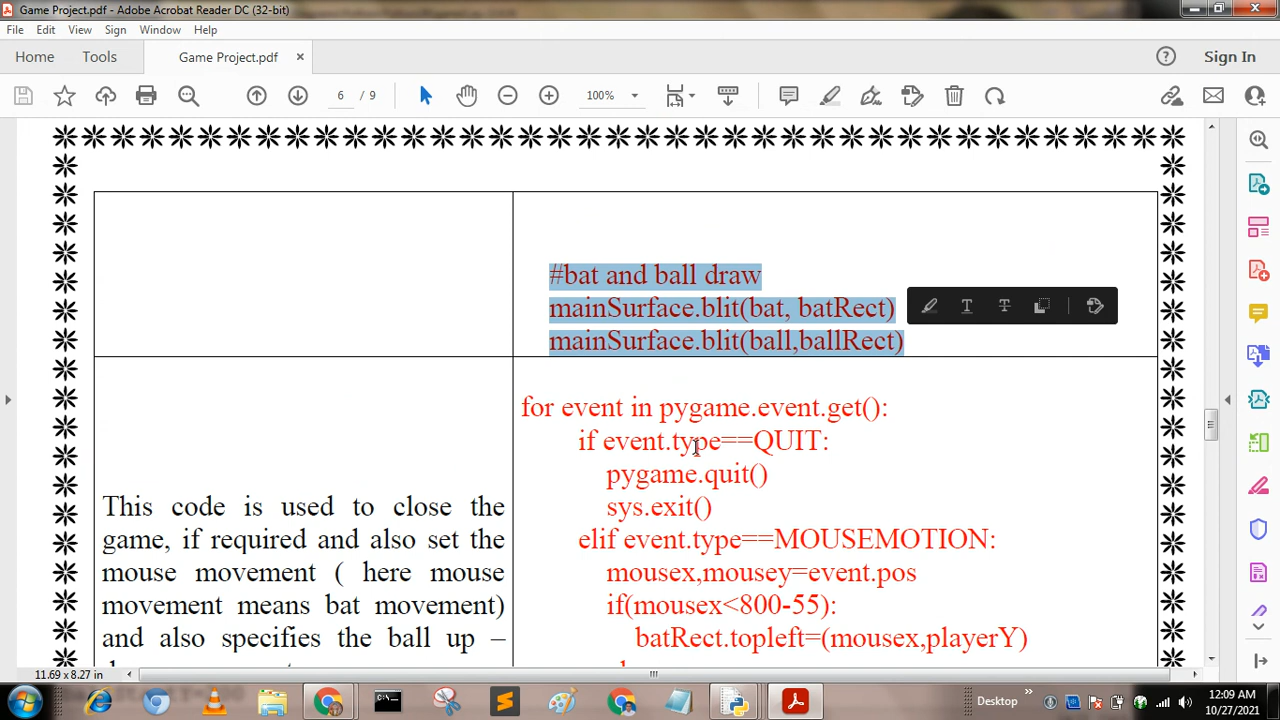 Game Project.pdf - Adobe Acrobat Reader DC (32-bit)
File Edit View Sign Window Help
Home Tools Game Project.pdf × Sign In
6 / 9 100%
#bat and ball draw
mainSurface.blit(bat, batRect)
mainSurface.blit(ball,ballRect)
for event in pygame.event.get():
if event.type==QUIT:
pygame.quit()
sys.exit()
elif event.type==MOUSEMOTION:
mousex,mousey=event.pos
if(mousex<800-55):
batRect.topleft=(mousex,playerY)
This code is used to close the
game, if required and also set the
mouse movement ( here mouse
movement means bat movement)
and also specifies the ball up –
11.69 x 8.27 in
Desktop
12:09 AM
10/27/2021